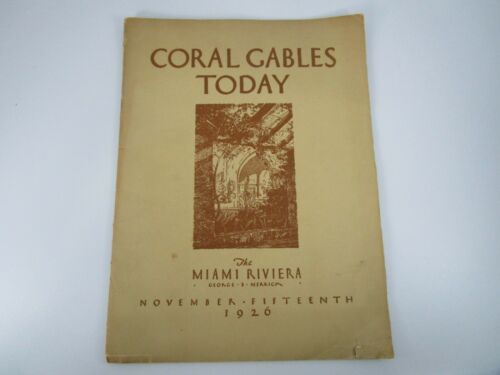 CORAL GABLES
TODAY
The
MIAMI RIVIERA
· GEORGE · E · MERRICK ·
NOVEMBER · FIFTEENTH
1926